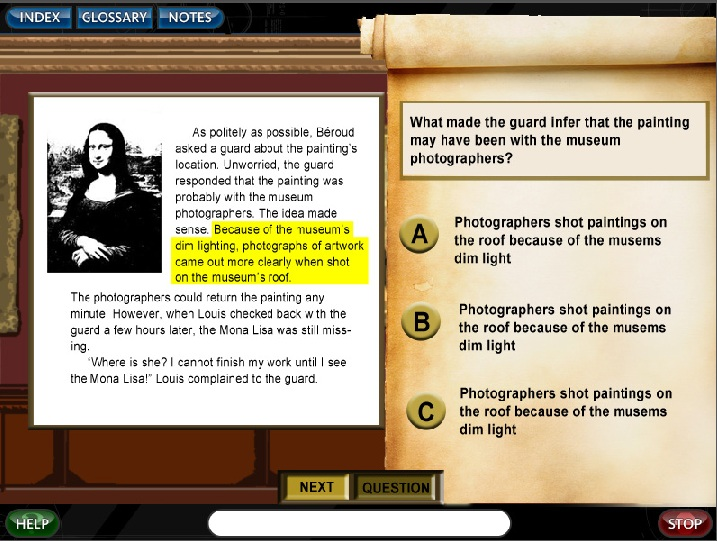 INDEX GLOSSARY NOTES
As politely as possible, Béroud
asked a guard about the painting's
location. Unworried, the guard
responded that the painting was
probably with the museum
photographers. The idea made
sense. Because of the museum's
dim lighting, photographs of artwork
came out more clearly when shot
on the museum's roof.
The photographers could return the painting any
minute. However, when Louis checked back with the
guard a few hours later, the Mona Lisa was still miss-
ing.
"Where is she? I cannot finish my work until I see
the Mona Lisa!" Louis complained to the guard.
What made the guard infer that the painting
may have been with the museum
photographers?
A
Photographers shot paintings on
the roof because of the musems
dim light
B
Photographers shot paintings on
the roof because of the musems
dim light
C
Photographers shot paintings on
the roof because of the musems
dim light
NEXT QUESTION
HELP STOP